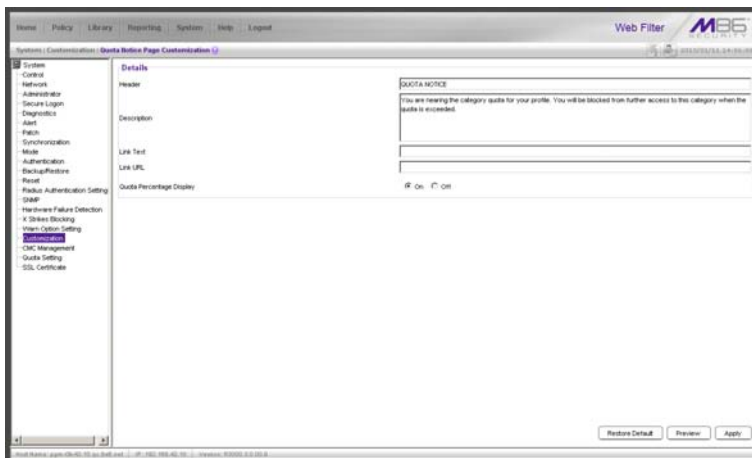 Home Policy Library Reporting System Help Logout
Web Filter
M86
SECURITY
System : Customization : Quota Notice Page Customization
System
Control
Network
Administrator
Secure Logon
Diagnostics
Alert
Patch
Synchronization
Mode
Authentication
Backup/Restore
Reset
Radius Authentication Setting
SNMP
Hardware Failure Detection
X Strikes Blocking
Warn Option Setting
Customization
CMC Management
Quota Setting
SSL Certificate
Details
Header
QUOTA NOTICE
Description
You are nearing the category quota for your profile. You will be blocked from further access to this category when the
quota is exceeded.
Link Text
Link URL
Quota Percentage Display
On Off
Restore Default Preview Apply
Host Name: